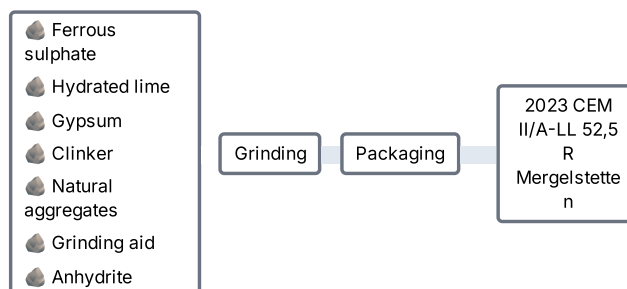 Ferrous
sulphate
Hydrated lime
Gypsum
Clinker
Natural
aggregates
Grinding aid
Anhydrite
Grinding
Packaging
2023 CEM
II/A-LL 52,5
R
Mergelstette
n